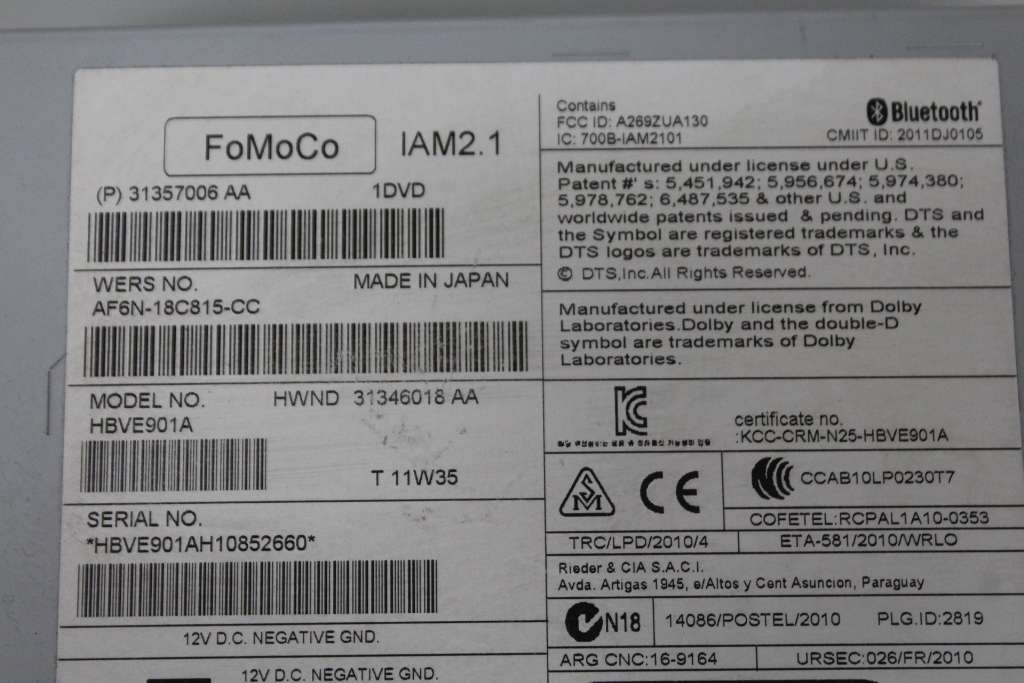 FoMoCo IAM2.1
(P) 31357006 AA 1DVD
WERS NO. MADE IN JAPAN
AF6N-18C815-CC
MODEL NO. HWND 31346018 AA
HBVE901A
T 11W35
SERIAL NO.
*HBVE901AH10852660*
12V D.C. NEGATIVE GND.
12V D.C. NEGATIVE GND.
Contains
FCC ID: A269ZUA130
IC: 700B-IAM2101
Bluetooth
CMIIT ID: 2011DJ0105
Manufactured under license under U.S.
Patent #' s: 5,451,942; 5,956,674; 5,974,380;
5,978,762; 6,487,535 & other U.S. and
worldwide patents issued & pending. DTS and
the Symbol are registered trademarks & the
DTS logos are trademarks of DTS, Inc.
© DTS,Inc.All Rights Reserved.
Manufactured under license from Dolby
Laboratories.Dolby and the double-D
symbol are trademarks of Dolby
Laboratories.
certificate no.
:KCC-CRM-N25-HBVE901A
CE
CCAB10LP0230T7
COFETEL:RCPAL1A10-0353
TRC/LPD/2010/4 ETA-581/2010/WRLO
Rieder & CIA S.A.C.I.
Avda. Artigas 1945, e/Altos y Cent Asuncion, Paraguay
N18 14086/POSTEL/2010 PLG.ID:2819
ARG CNC:16-9164 URSEC:026/FR/2010